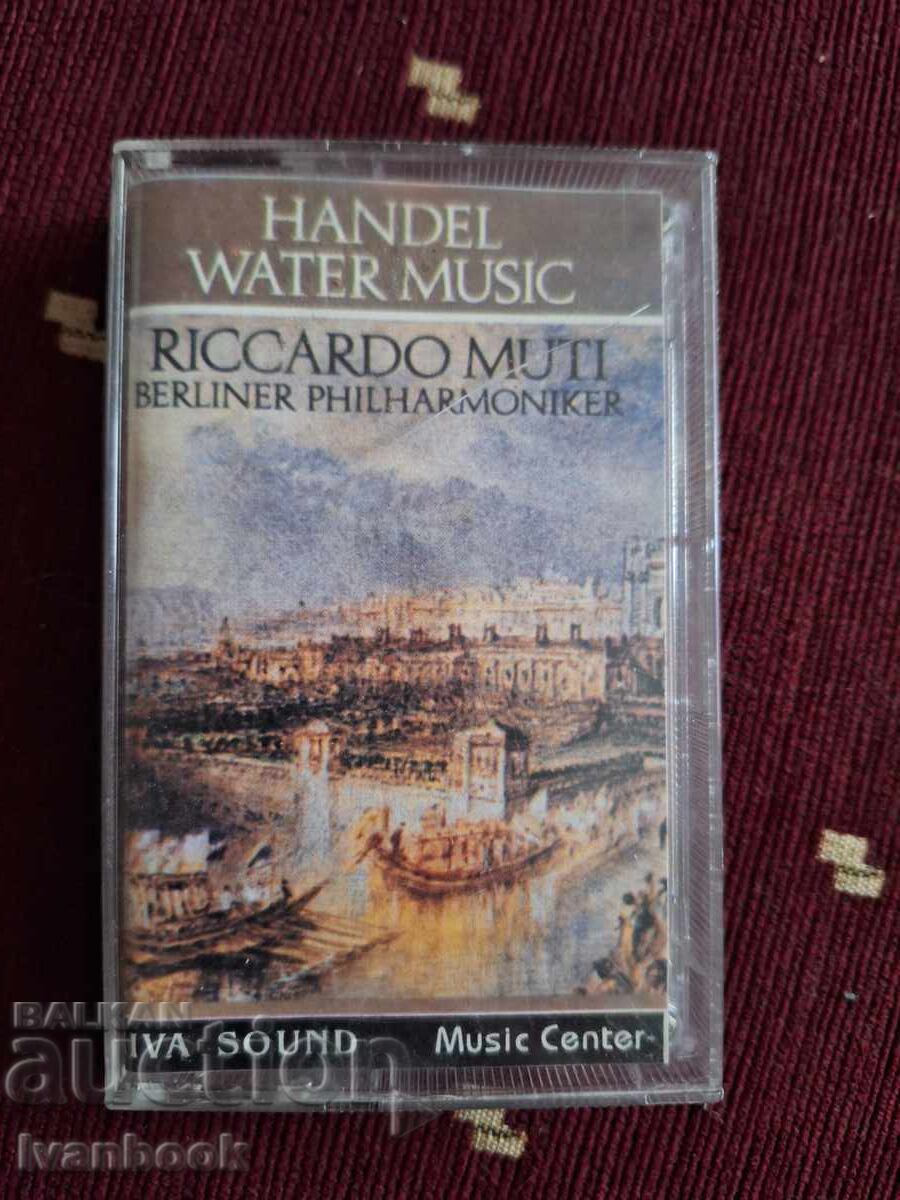 HANDEL
WATER MUSIC
RICCARDO MUTI
BERLINER PHILHARMONIKER
IVA SOUND Music Center
BALKAN
auction
Ivanbook